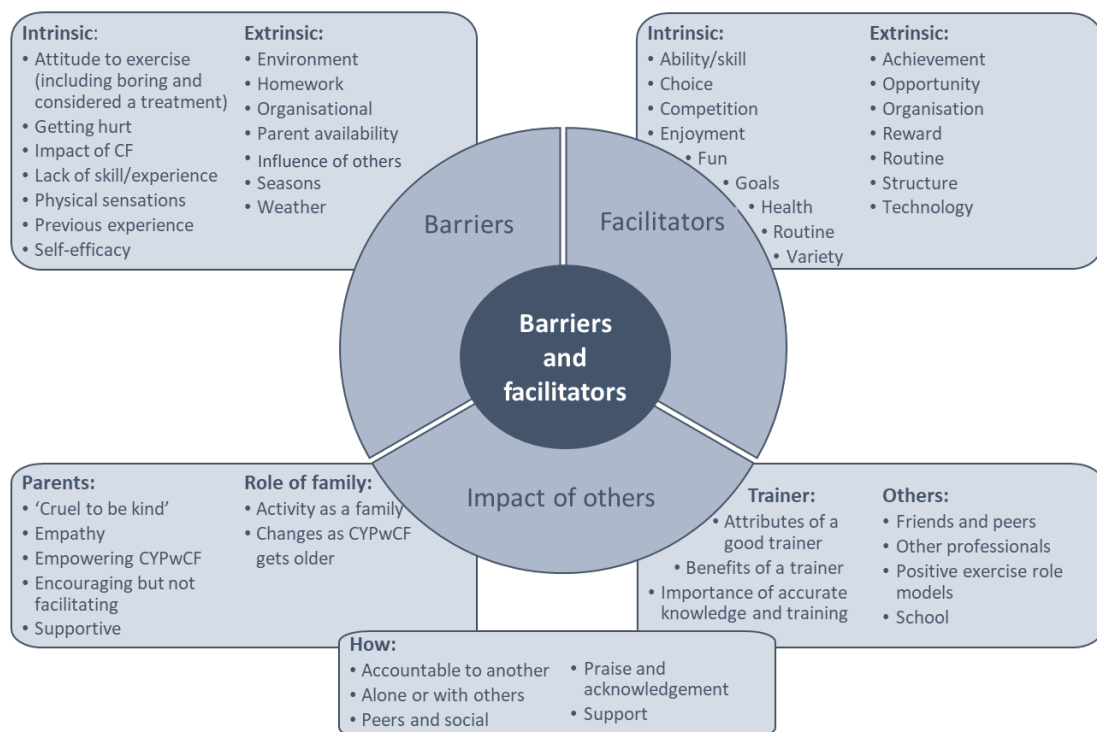 Intrinsic:
• Attitude to exercise
(including boring and
considered a treatment)
• Getting hurt
• Impact of CF
• Lack of skill/experience
• Physical sensations
• Previous experience
• Self-efficacy
Extrinsic:
• Environment
• Homework
• Organisational
• Parent availability
• Influence of others
• Seasons
• Weather
Intrinsic:
• Ability/skill
• Choice
• Competition
• Enjoyment
• Fun
• Goals
• Health
• Routine
• Variety
Extrinsic:
• Achievement
• Opportunity
• Organisation
• Reward
• Routine
• Structure
• Technology
Barriers
Facilitators
Barriers
and
facilitators
Impact of others
Parents:
• ‘Cruel to be kind’
• Empathy
• Empowering CYPwCF
• Encouraging but not
facilitating
• Supportive
Role of family:
• Activity as a family
• Changes as CYPwCF
gets older
Trainer:
• Attributes of a
good trainer
• Benefits of a trainer
• Importance of accurate
knowledge and training
Others:
• Friends and peers
• Other professionals
• Positive exercise role
models
• School
How:
• Accountable to another
• Alone or with others
• Peers and social
• Praise and
acknowledgement
• Support